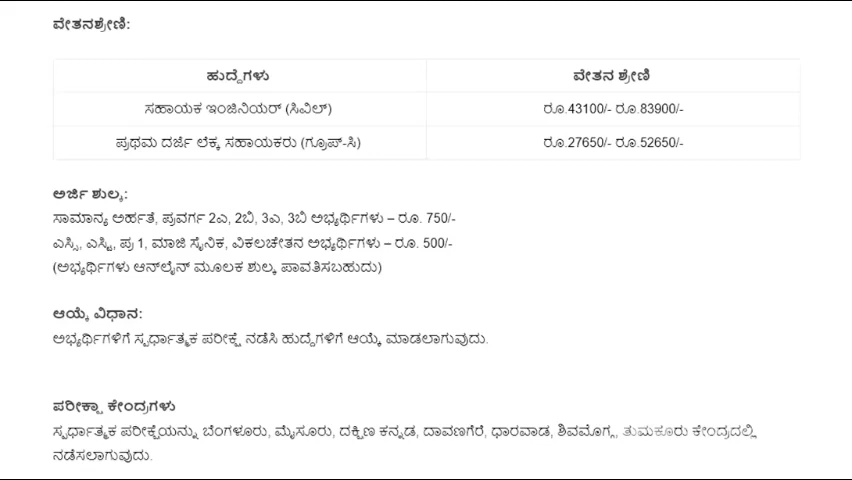 ವೇತನಶ್ರೇಣಿ:
ಹುದ್ದೆಗಳು ವೇತನ ಶ್ರೇಣಿ
ಸಹಾಯಕ ಇಂಜಿನಿಯರ್ (ಸಿವಿಲ್) ರೂ.43100/- ರೂ.83900/-
ಪ್ರಥಮ ದರ್ಜೆ ಲೆಕ್ಕ ಸಹಾಯಕರು (ಗ್ರೂಪ್-ಸಿ) ರೂ.27650/- ರೂ.52650/-
ಅರ್ಜಿ ಶುಲ್ಕ:
ಸಾಮಾನ್ಯ ಅರ್ಹತೆ, ಪ್ರವರ್ಗ 2ಎ, 2ಬಿ, 3ಎ, 3ಬಿ ಅಭ್ಯರ್ಥಿಗಳು – ರೂ. 750/-
ಎಸ್ಸಿ, ಎಸ್ಟಿ, ಪ್ರ 1, ಮಾಜಿ ಸೈನಿಕ, ವಿಕಲಚೇತನ ಅಭ್ಯರ್ಥಿಗಳು – ರೂ. 500/-
(ಅಭ್ಯರ್ಥಿಗಳು ಆನ್‌ಲೈನ್ ಮೂಲಕ ಶುಲ್ಕ ಪಾವತಿಸಬಹುದು)
ಆಯ್ಕೆ ವಿಧಾನ:
ಅಭ್ಯರ್ಥಿಗಳಿಗೆ ಸ್ಪರ್ಧಾತ್ಮಕ ಪರೀಕ್ಷೆ ನಡೆಸಿ ಹುದ್ದೆಗಳಿಗೆ ಆಯ್ಕೆ ಮಾಡಲಾಗುವುದು.
ಪರೀಕ್ಷಾ ಕೇಂದ್ರಗಳು
ಸ್ಪರ್ಧಾತ್ಮಕ ಪರೀಕ್ಷೆಯನ್ನು ಬೆಂಗಳೂರು, ಮೈಸೂರು, ದಕ್ಷಿಣ ಕನ್ನಡ, ದಾವಣಗೆರೆ, ಧಾರವಾಡ, ಶಿವಮೊಗ್ಗ, ತುಮಕೂರು ಕೇಂದ್ರದಲ್ಲಿ
ನಡೆಸಲಾಗುವುದು.